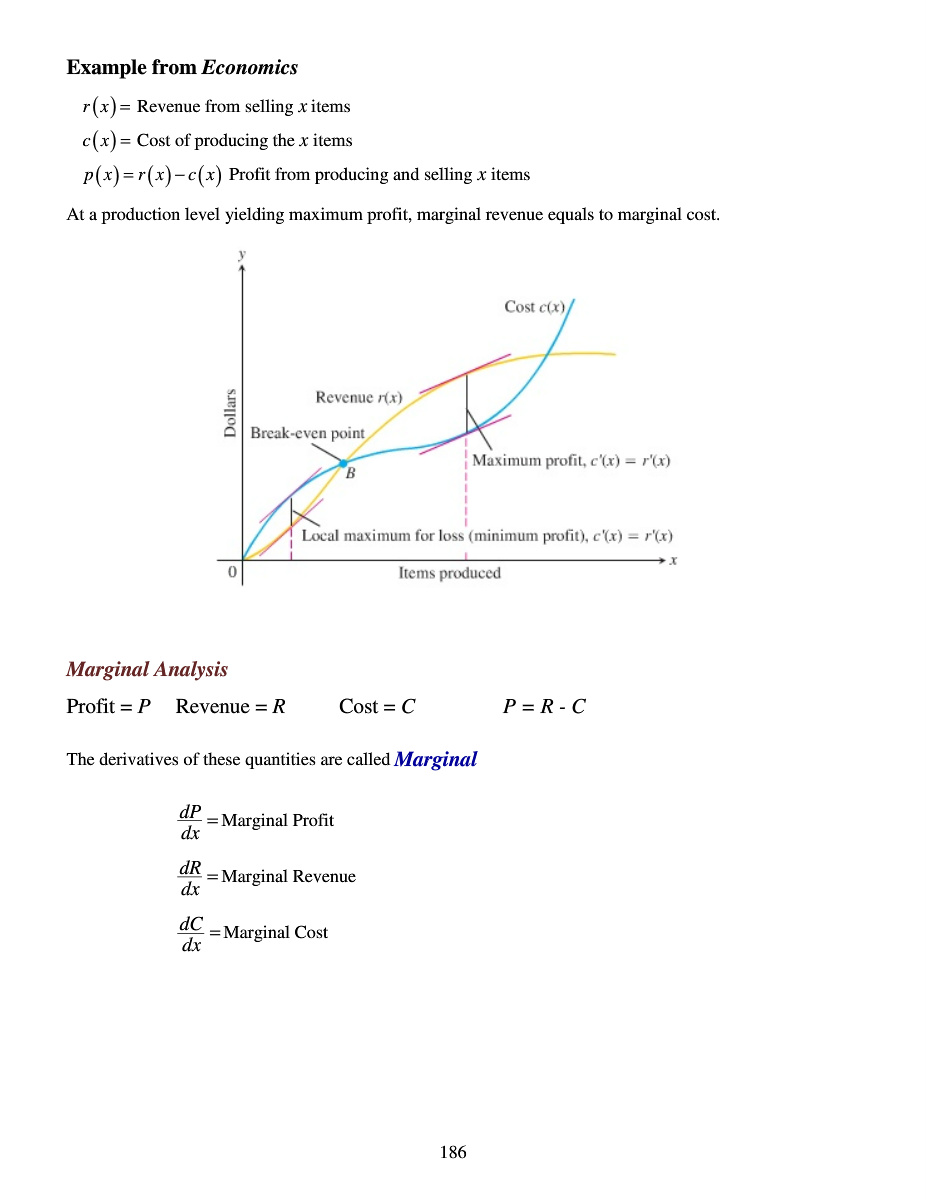 Example from Economics
r(x) = Revenue from selling x items
c(x) = Cost of producing the x items
p(x) = r(x) − c(x) Profit from producing and selling x items
At a production level yielding maximum profit, marginal revenue equals to marginal cost.
y
Cost c(x)
Revenue r(x)
Dollars
Break-even point
B
Maximum profit, c'(x) = r'(x)
Local maximum for loss (minimum profit), c'(x) = r'(x)
x
0
Items produced
Marginal Analysis
Profit = P Revenue = R Cost = C P = R - C
The derivatives of these quantities are called Marginal
dP/dx = Marginal Profit
dR/dx = Marginal Revenue
dC/dx = Marginal Cost
186